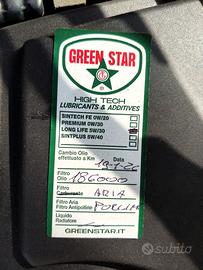 GREEN STAR
HIGH TECH
LUBRICANTS & ADDITIVES
SINTECH FE 0W/20
PREMIUM 0W/30
LONG LIFE 5W/30
SINTPLUS 5W/40
Cambio Olio
effettuato a Km
Data
Filtro
Olio
186000
Filtro
Carburante
ARIA
Filtro Aria
Filtro Antipolline
POLLINE
Liquido
Radiatore
GREENSTAR.IT
subito